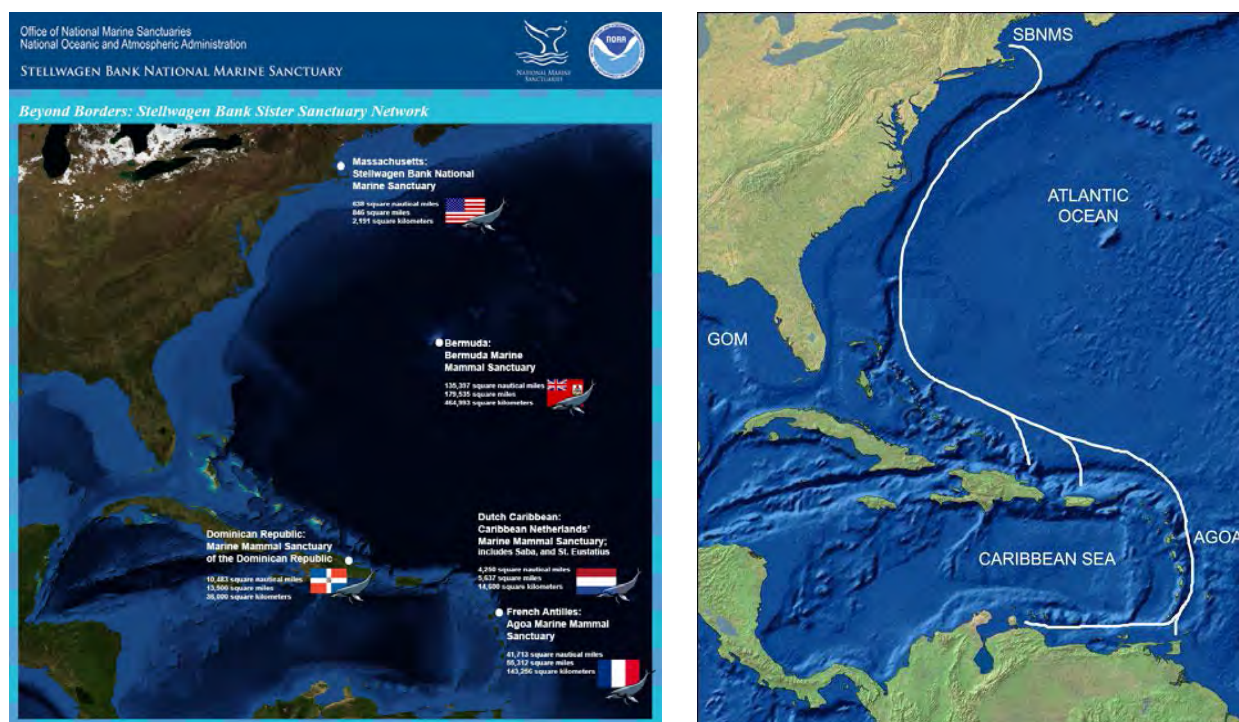 Office of National Marine Sanctuaries
National Oceanic and Atmospheric Administration
STELLWAGEN BANK NATIONAL MARINE SANCTUARY
NATIONAL MARINE
SANCTUARIES
NOAA
Beyond Borders: Stellwagen Bank Sister Sanctuary Network
Massachusetts:
Stellwagen Bank National
Marine Sanctuary
638 square nautical miles
846 square miles
2,191 square kilometers
Bermuda:
Bermuda Marine
Mammal Sanctuary
135,397 square nautical miles
179,535 square miles
464,993 square kilometers
Dominican Republic:
Marine Mammal Sanctuary
of the Dominican Republic
10,483 square nautical miles
13,900 square miles
36,000 square kilometers
Dutch Caribbean:
Caribbean Netherlands'
Marine Mammal Sanctuary;
includes Saba, and St. Eustatius
4,250 square nautical miles
5,637 square miles
14,600 square kilometers
French Antilles:
Agoa Marine Mammal
Sanctuary
41,713 square nautical miles
55,312 square miles
143,256 square kilometers
SBNMS
ATLANTIC
OCEAN
GOM
CARIBBEAN SEA
AGOA